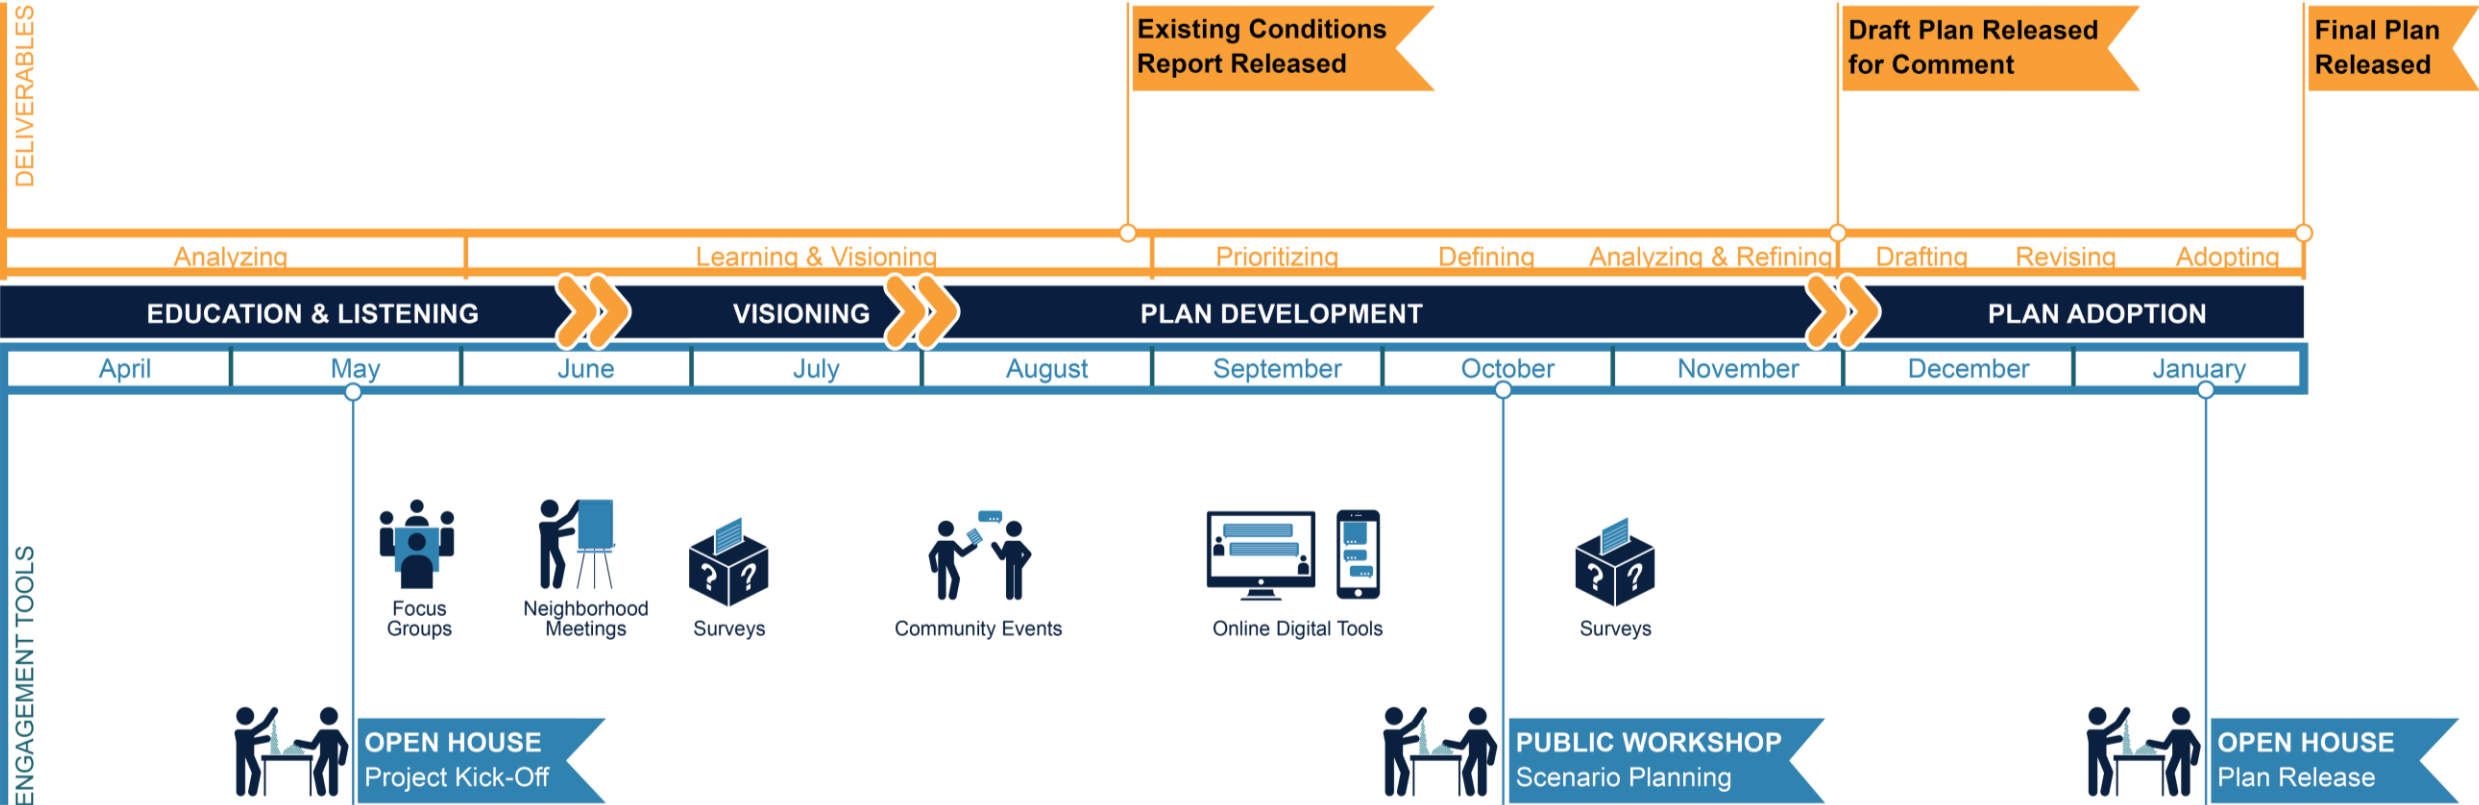 DELIVERABLES
Existing Conditions
Report Released
Draft Plan Released
for Comment
Final Plan
Released
Analyzing
Learning & Visioning
Prioritizing
Defining
Analyzing & Refining
Drafting
Revising
Adopting
EDUCATION & LISTENING
VISIONING
PLAN DEVELOPMENT
PLAN ADOPTION
April
May
June
July
August
September
October
November
December
January
ENGAGEMENT TOOLS
Focus
Groups
Neighborhood
Meetings
? ?
Surveys
Community Events
Online Digital Tools
? ?
Surveys
OPEN HOUSE
Project Kick-Off
PUBLIC WORKSHOP
Scenario Planning
OPEN HOUSE
Plan Release